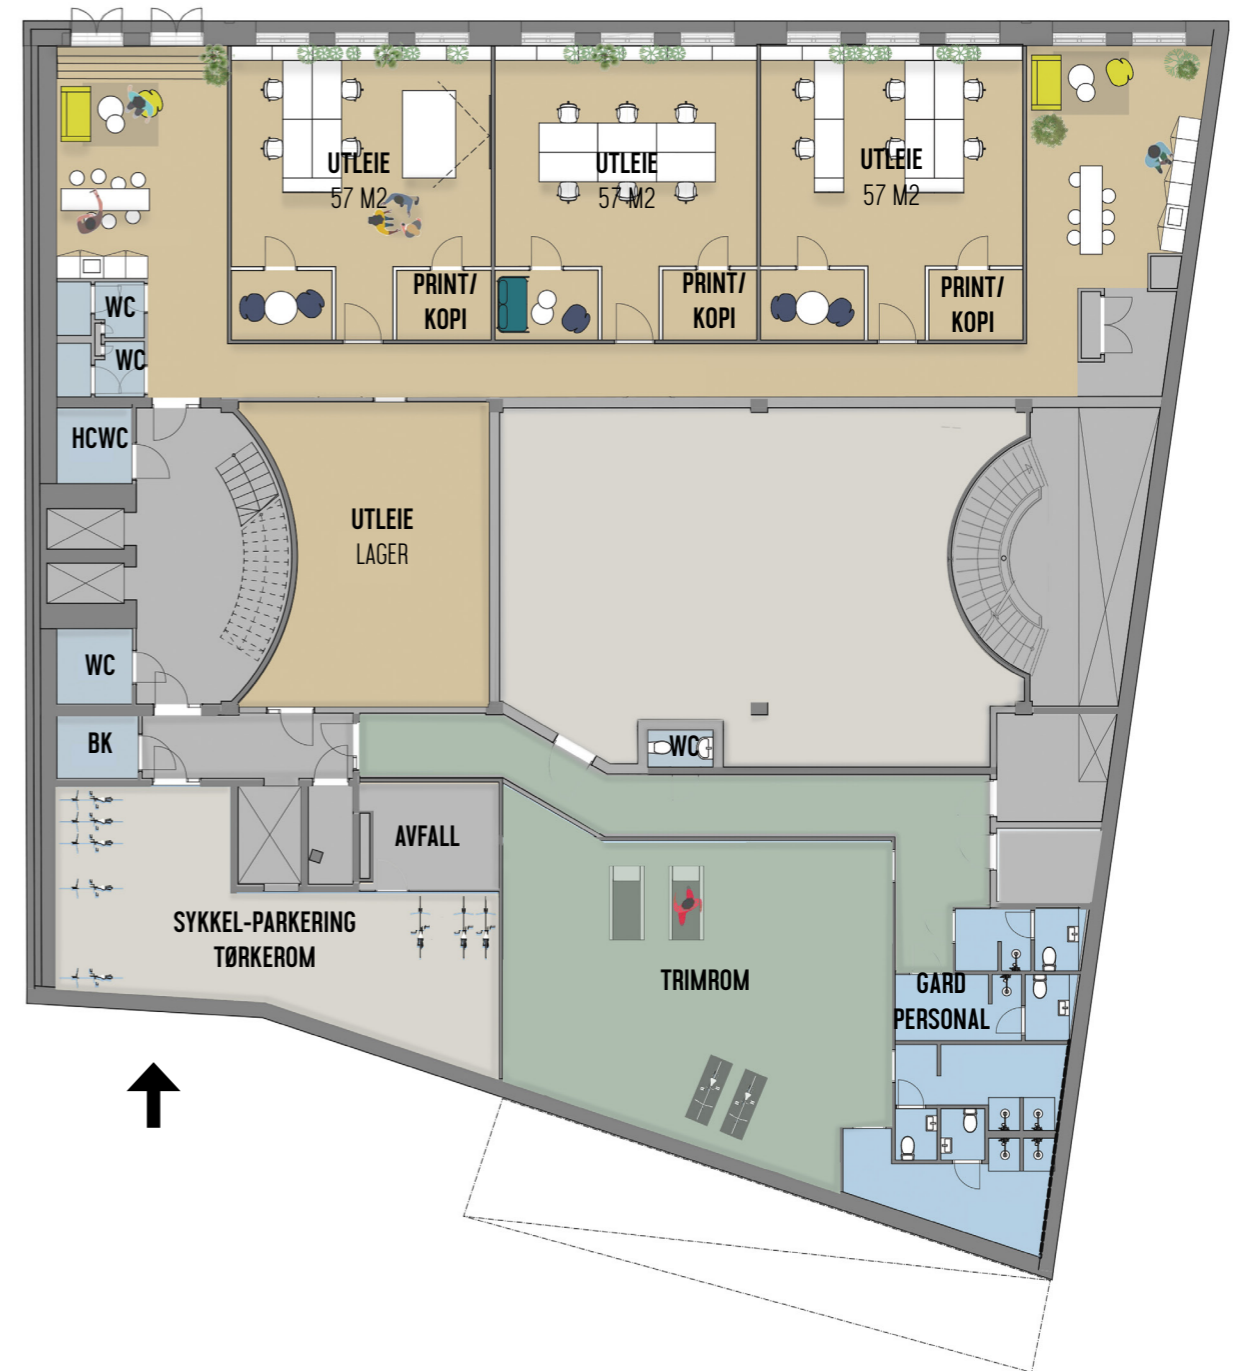 UTLEIE
57 M2
UTLEIE
57 M2
UTLEIE
57 M2
PRINT/
KOPI
PRINT/
KOPI
PRINT/
KOPI
WC
WC
HCWC
UTLEIE
LAGER
WC
BK
WC
AVFALL
SYKKEL-PARKERING
TØRKEROM
TRIMROM
GARD
PERSONAL